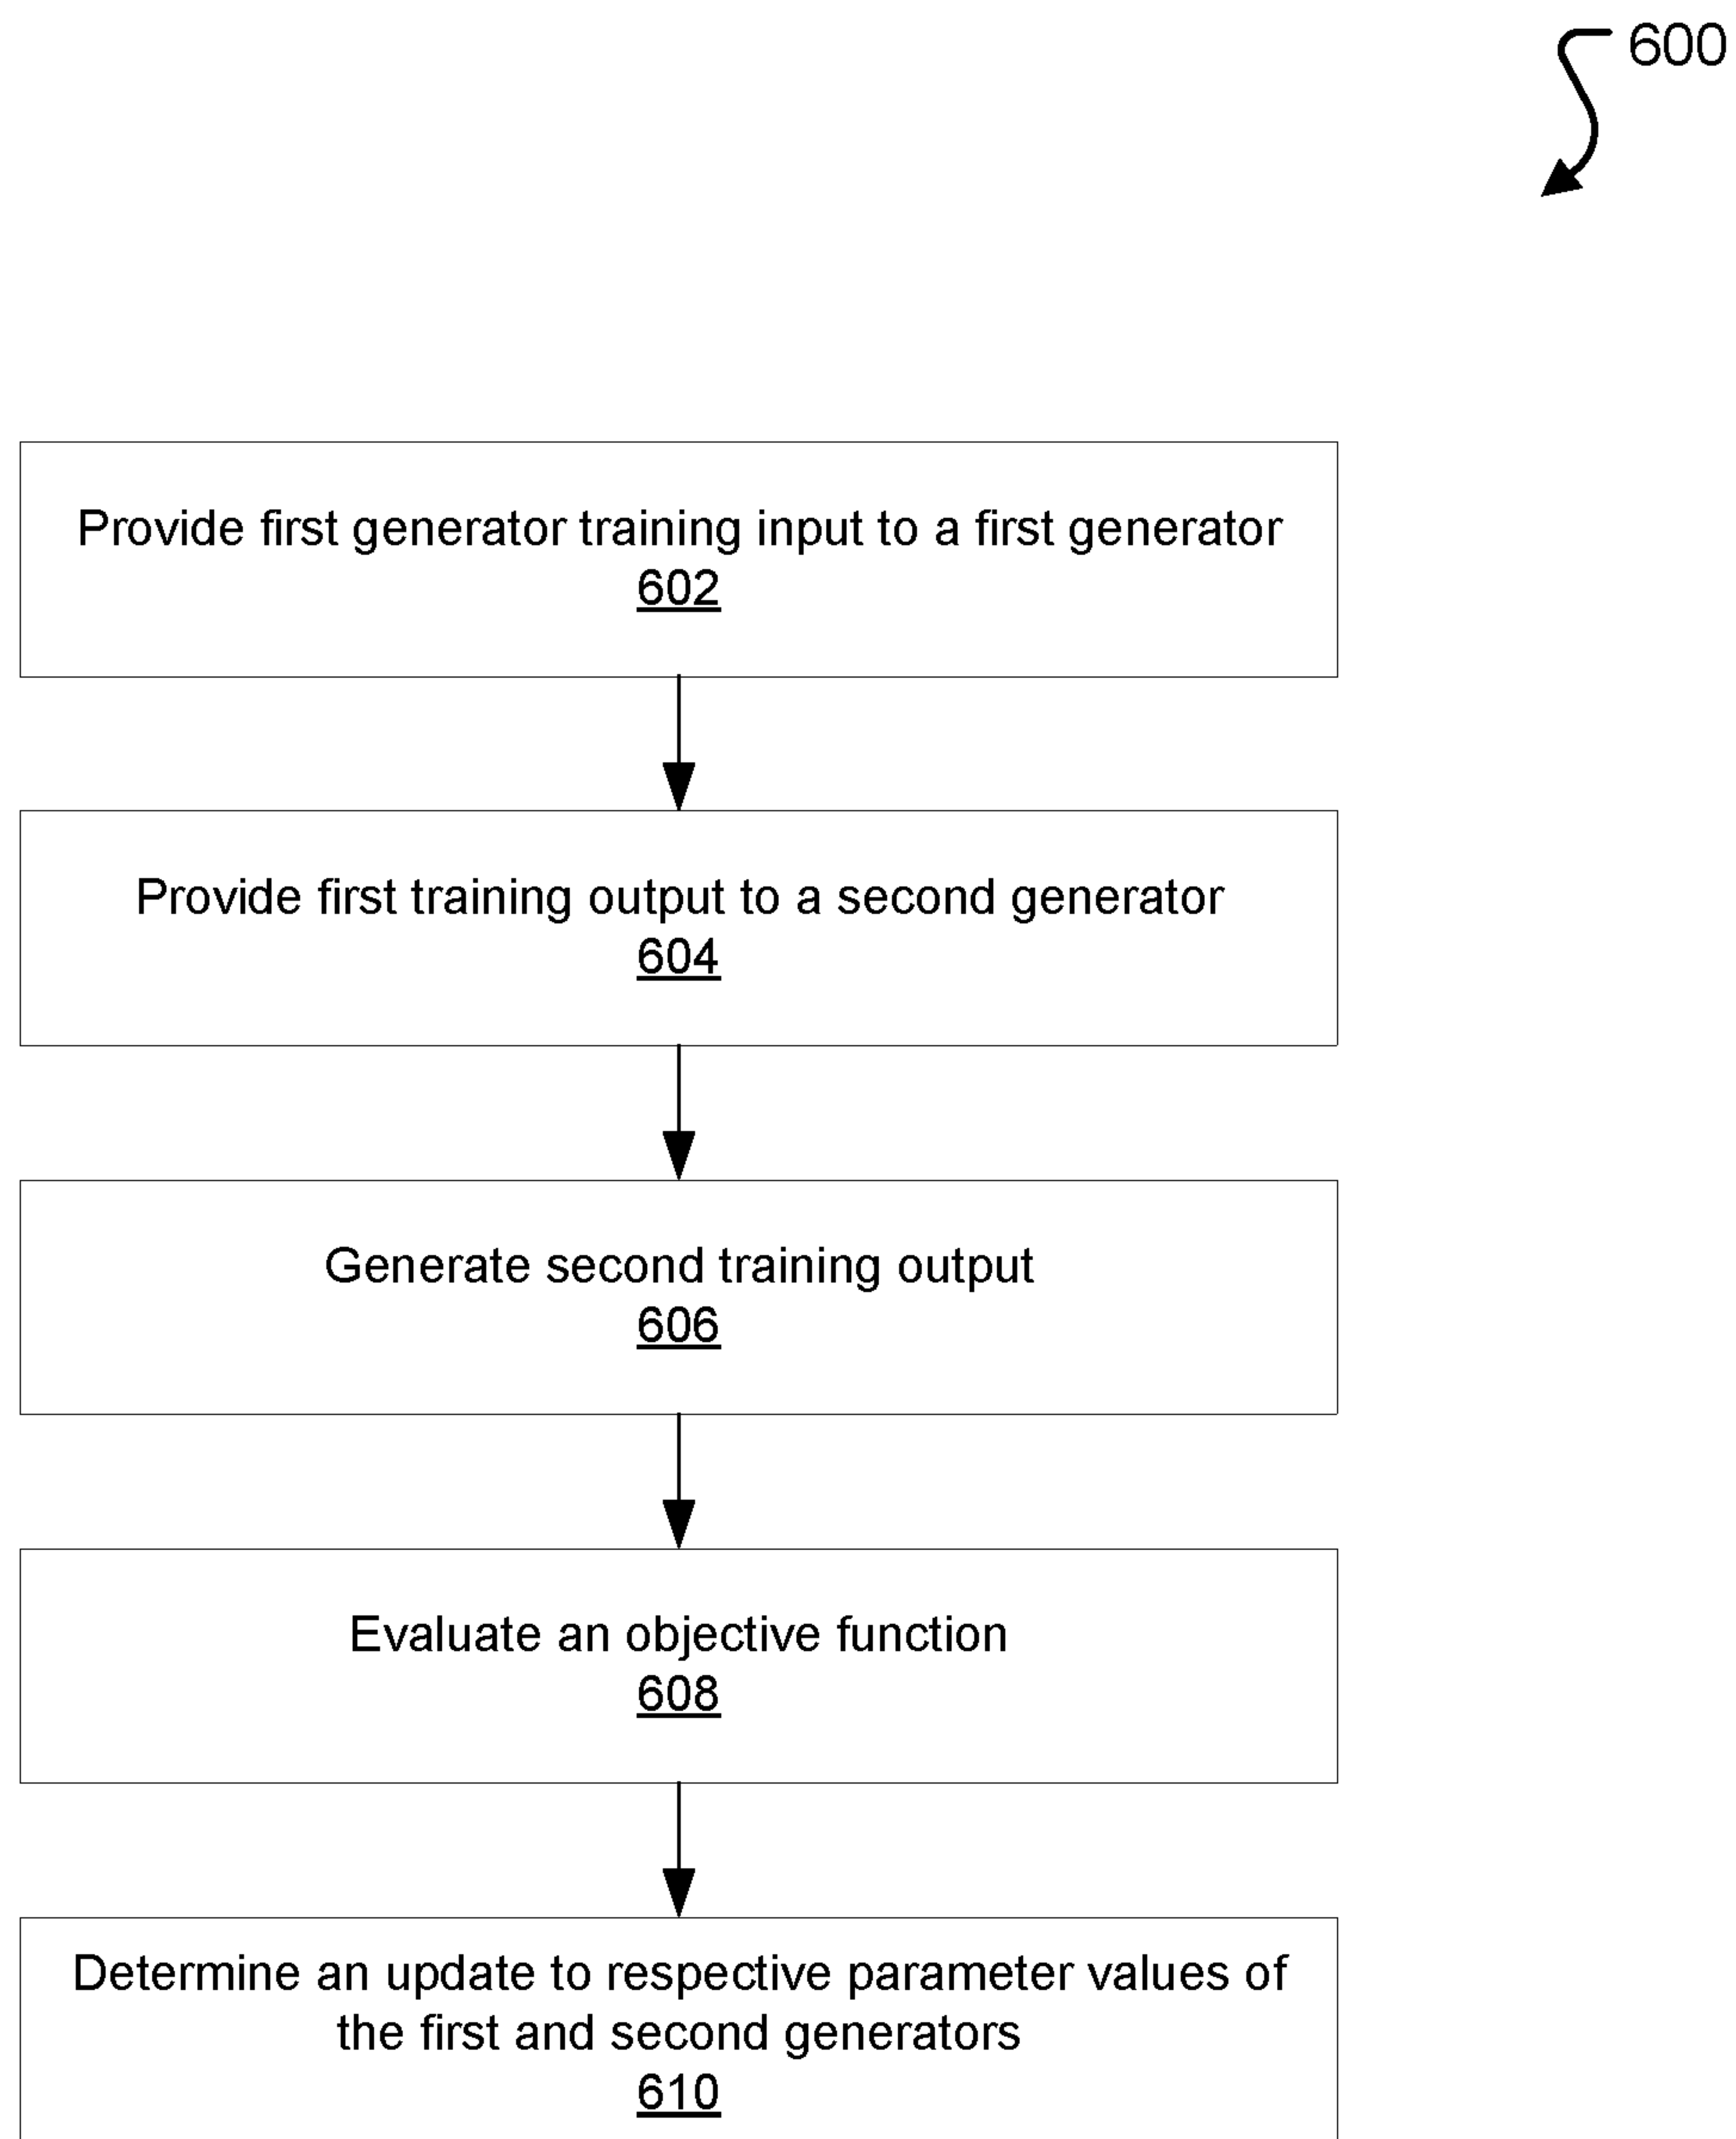 600
Provide first generator training input to a first generator
602
Provide first training output to a second generator
604
Generate second training output
606
Evaluate an objective function
608
Determine an update to respective parameter values of
the first and second generators
610